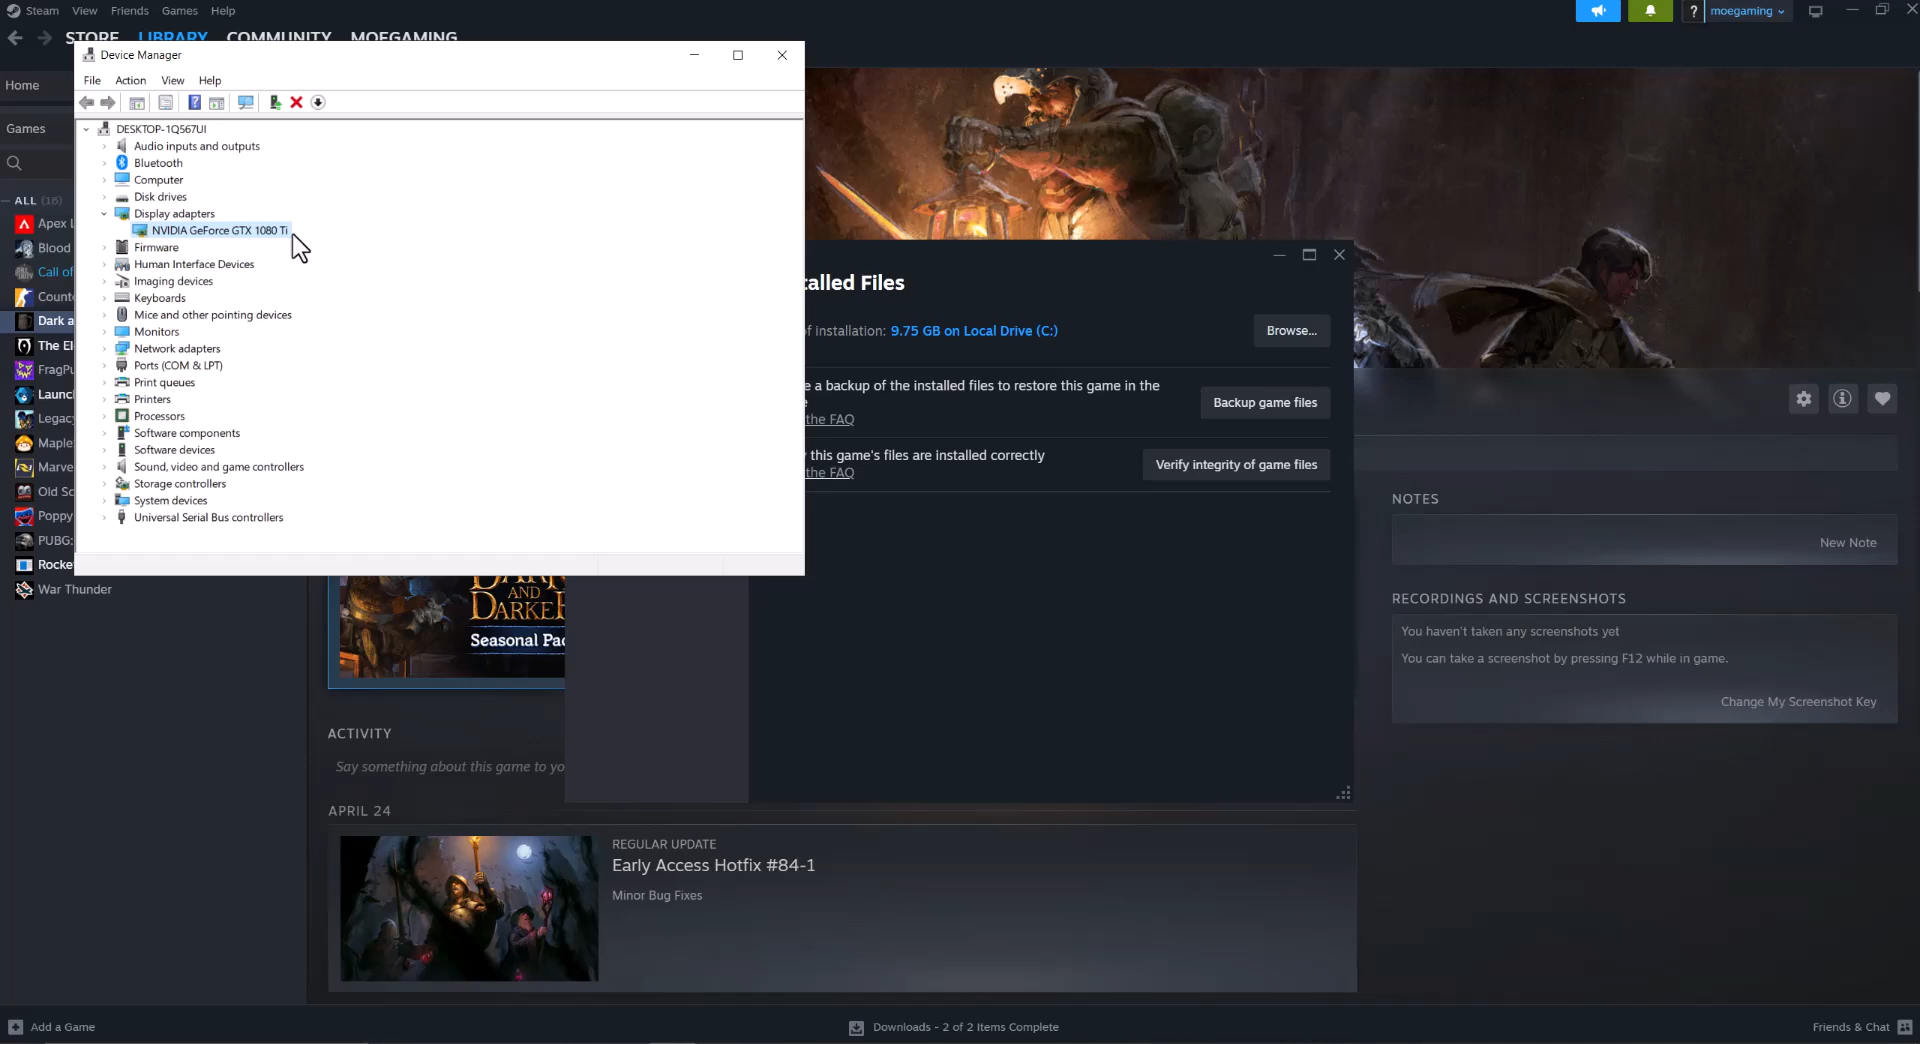 Steam View Friends Games Help
moegaming
STORE LIBRARY COMMUNITY MOEGAMING
Home
Games
ALL (16)
Apex L
Blood
Call of
Count
Dark a
The El
FragPu
Launc
Legac
Maple
Marve
Old Sc
Poppy
PUBG:
Rocke
War Thunder
Device Manager
File Action View Help
DESKTOP-1Q567UI
Audio inputs and outputs
Bluetooth
Computer
Disk drives
Display adapters
NVIDIA GeForce GTX 1080 Ti
Firmware
Human Interface Devices
Imaging devices
Keyboards
Mice and other pointing devices
Monitors
Network adapters
Ports (COM & LPT)
Print queues
Printers
Processors
Software components
Software devices
Sound, video and game controllers
Storage controllers
System devices
Universal Serial Bus controllers
talled Files
of installation: 9.75 GB on Local Drive (C:)
Browse...
e a backup of the installed files to restore this game in the
e
the FAQ
Backup game files
this game's files are installed correctly
the FAQ
Verify integrity of game files
NOTES
New Note
RECORDINGS AND SCREENSHOTS
You haven't taken any screenshots yet
You can take a screenshot by pressing F12 while in game.
Change My Screenshot Key
DARK
AND
DARKER
Seasonal Pac
ACTIVITY
Say something about this game to yo
APRIL 24
REGULAR UPDATE
Early Access Hotfix #84-1
Minor Bug Fixes
Add a Game
Downloads - 2 of 2 Items Complete
Friends & Chat